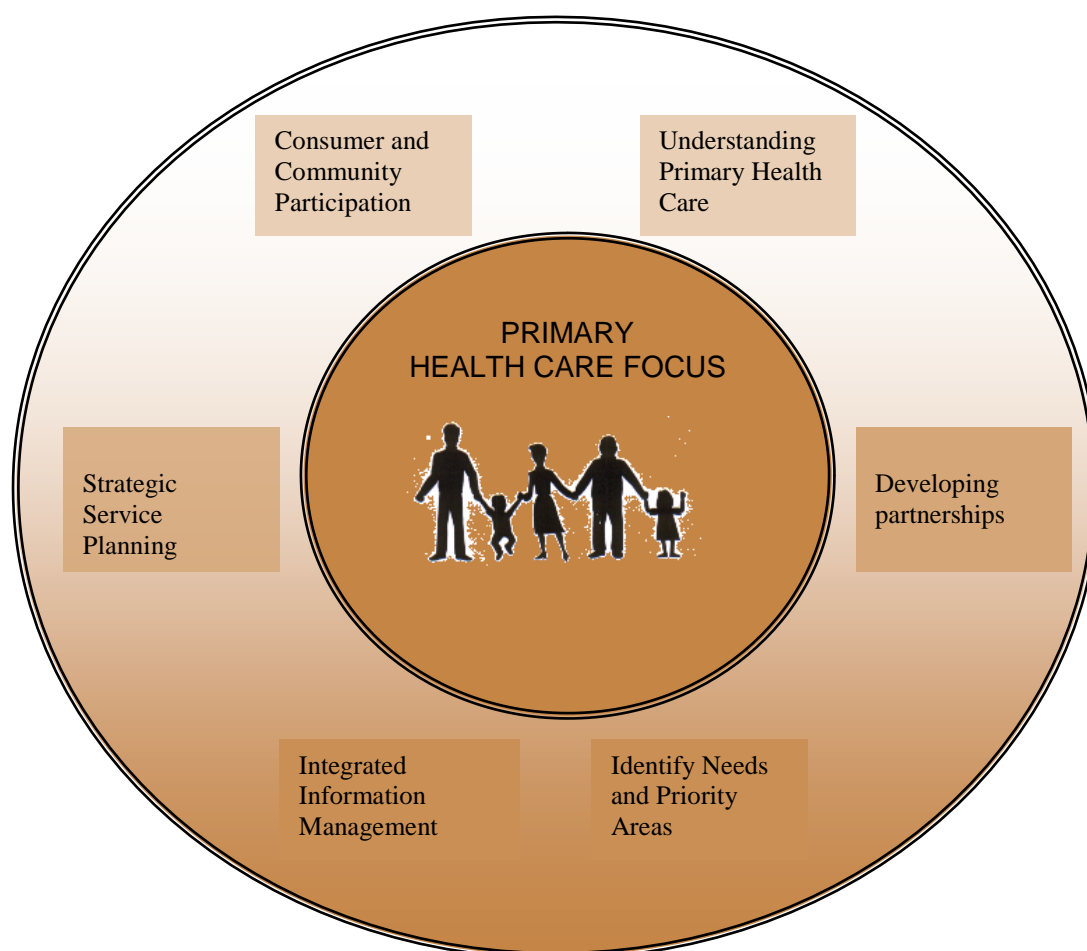 Consumer and
Community
Participation
Understanding
Primary Health
Care
PRIMARY
HEALTH CARE FOCUS
Strategic
Service
Planning
Developing
partnerships
Integrated
Information
Management
Identify Needs
and Priority
Areas